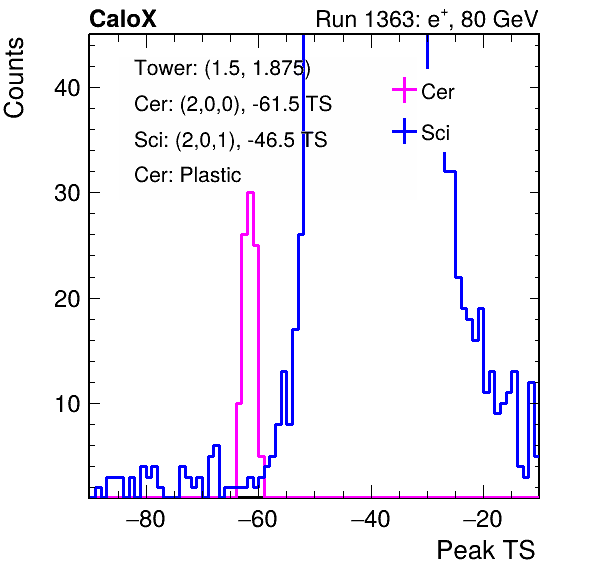 CaloX Run 1363: e⁺, 80 GeV
Counts
Tower: (1.5, 1.875)
Cer: (2,0,0), -61.5 TS
Sci: (2,0,1), -46.5 TS
Cer: Plastic
Cer
Sci
40
30
20
10
−80 −60 −40 −20
Peak TS